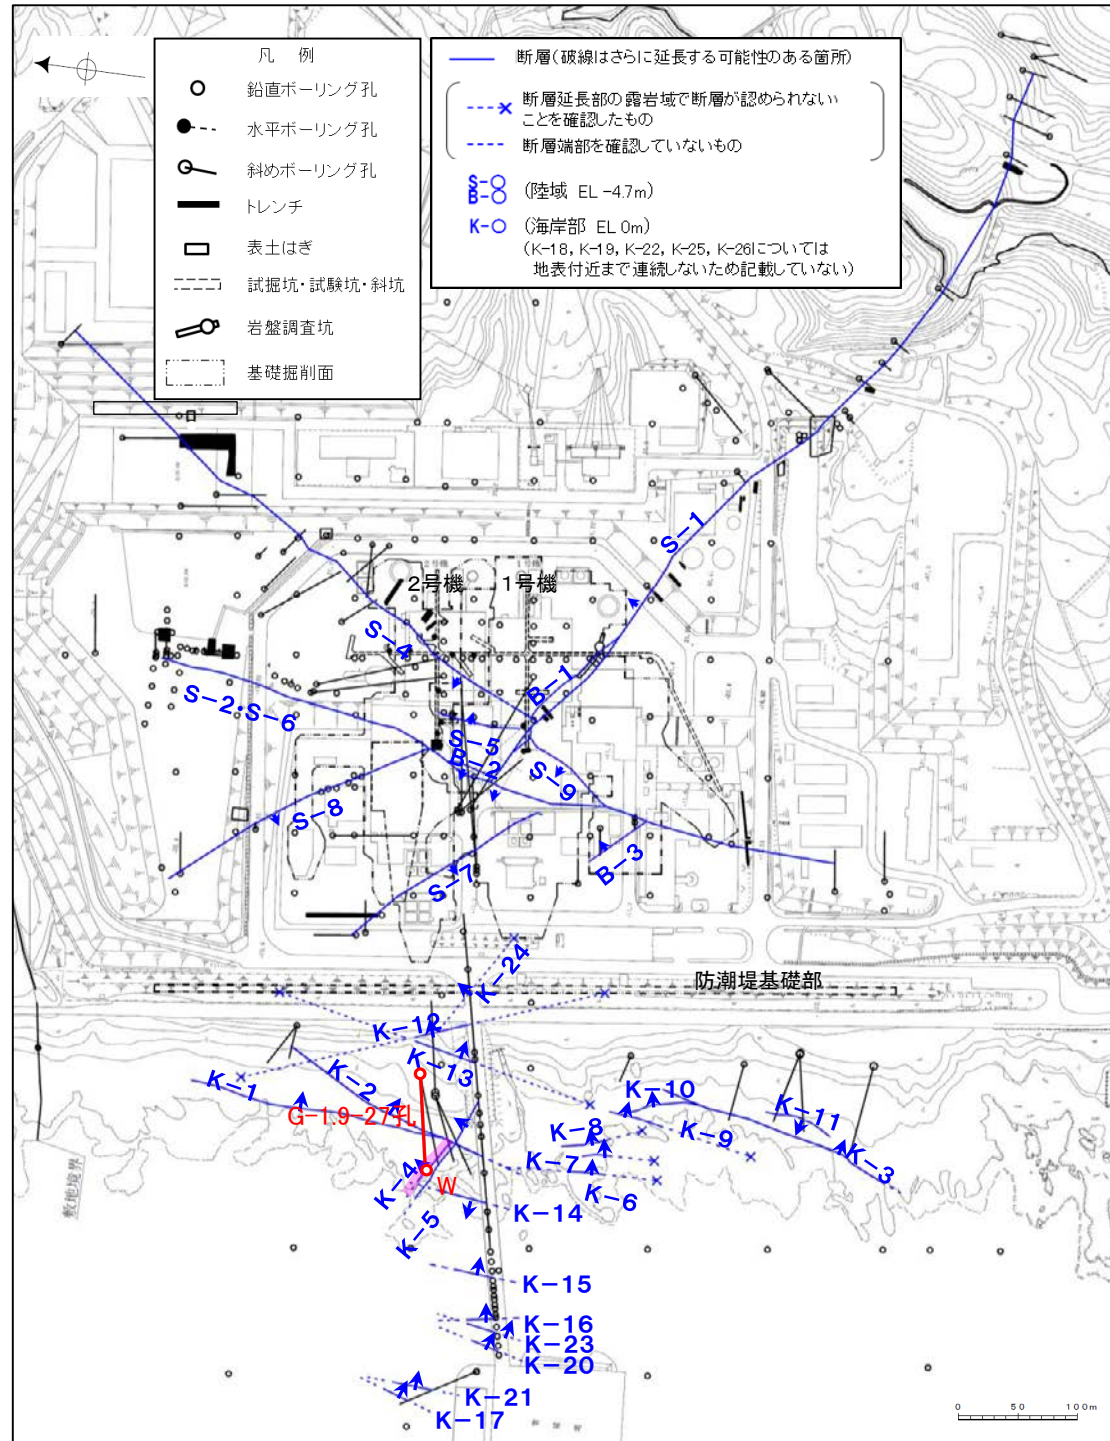 凡 例
鉛直ボーリング孔
水平ボーリング孔
斜めボーリング孔
トレンチ
表土はぎ
試掘坑・試験坑・斜坑
岩盤調査坑
基礎掘削面
断層(破線はさらに延長する可能性のある箇所)
断層延長部の露岩域で断層が認められない
ことを確認したもの
断層端部を確認していないもの
S-○
B-○
(陸域 EL -4.7m)
K-○
(海岸部 EL 0m)
(K-18, K-19, K-22, K-25, K-26については
地表付近まで連続しないため記載していない)
S-1
2号機
1号機
S-4
B-1
S-2・S-6
S-5
B-2
S-9
S-8
S-7
B-3
K-24
防潮堤基礎部
K-12
K-13
K-2
K-1
G-1.9-27孔
K-10
K-11
K-8
K-9
K-7
K-3
K-6
K-4
W
K-5
K-14
敷地境界
K-15
K-16
K-23
K-20
K-21
K-17
0 50 100m